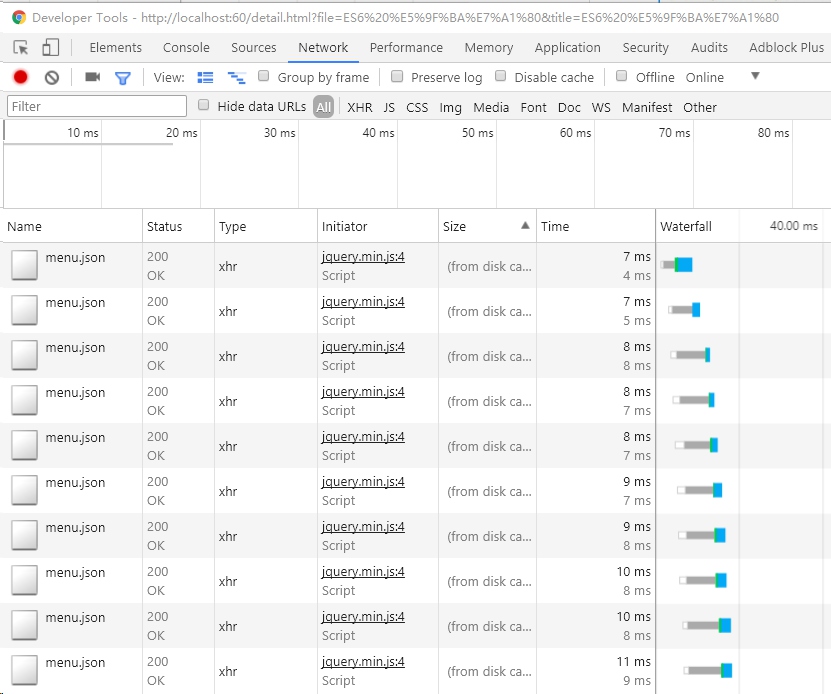 Developer Tools - http://localhost:60/detail.html?file=ES6%20%E5%9F%BA%E7%A1%80&title=ES6%20%E5%9F%BA%E7%A1%80
Elements Console Sources Network Performance Memory Application Security Audits Adblock Plus
View: Group by frame Preserve log Disable cache Offline Online
Filter Hide data URLs All XHR JS CSS Img Media Font Doc WS Manifest Other
10 ms 20 ms 30 ms 40 ms 50 ms 60 ms 70 ms 80 ms
Name Status Type Initiator Size Time Waterfall 40.00 ms
menu.json 200 OK xhr jquery.min.js:4 Script (from disk ca... 7 ms 4 ms
menu.json 200 OK xhr jquery.min.js:4 Script (from disk ca... 7 ms 5 ms
menu.json 200 OK xhr jquery.min.js:4 Script (from disk ca... 8 ms 8 ms
menu.json 200 OK xhr jquery.min.js:4 Script (from disk ca... 8 ms 7 ms
menu.json 200 OK xhr jquery.min.js:4 Script (from disk ca... 8 ms 7 ms
menu.json 200 OK xhr jquery.min.js:4 Script (from disk ca... 9 ms 7 ms
menu.json 200 OK xhr jquery.min.js:4 Script (from disk ca... 9 ms 8 ms
menu.json 200 OK xhr jquery.min.js:4 Script (from disk ca... 10 ms 8 ms
menu.json 200 OK xhr jquery.min.js:4 Script (from disk ca... 10 ms 8 ms
menu.json 200 OK xhr jquery.min.js:4 Script (from disk ca... 11 ms 9 ms